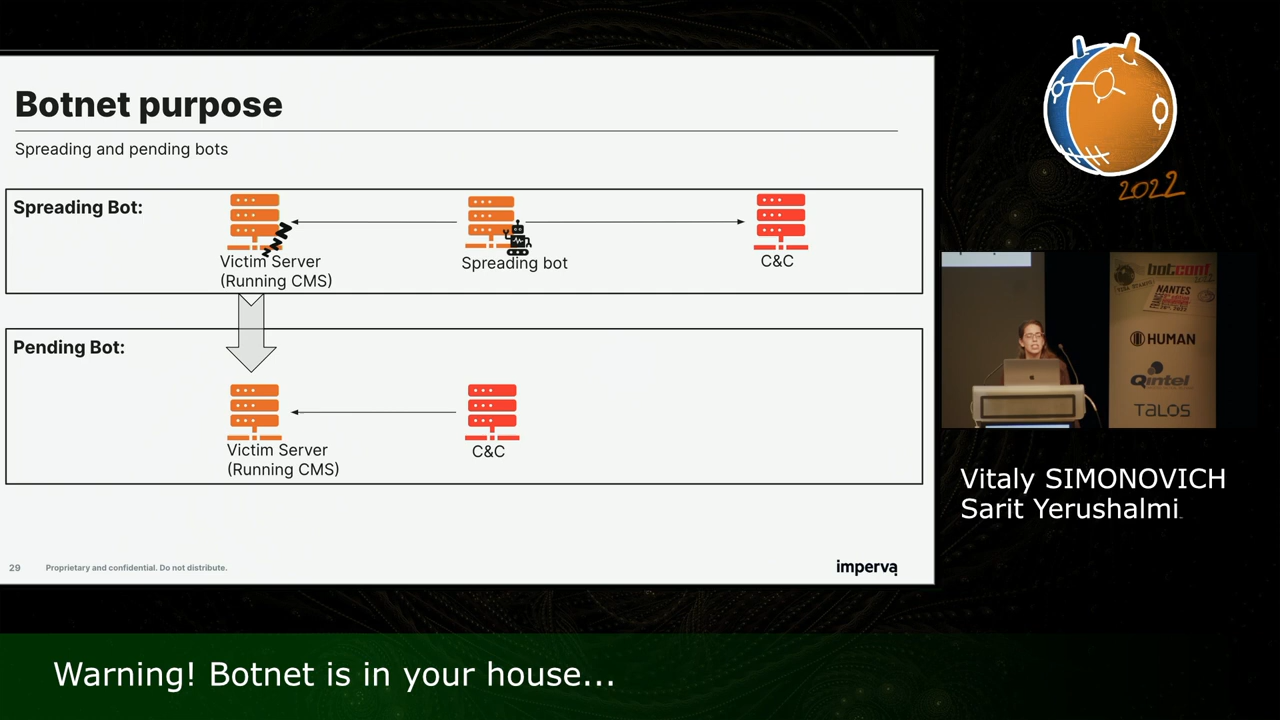 Botnet purpose
Spreading and pending bots
Spreading Bot:
Victim Server
(Running CMS)
Spreading bot
C&C
Pending Bot:
Victim Server
(Running CMS)
C&C
29
Proprietary and confidential. Do not distribute.
imperva
2022
botconf
NANTES
HUMAN
Qintel
TALOS
Vitaly SIMONOVICH
Sarit Yerushalmi
Warning! Botnet is in your house...